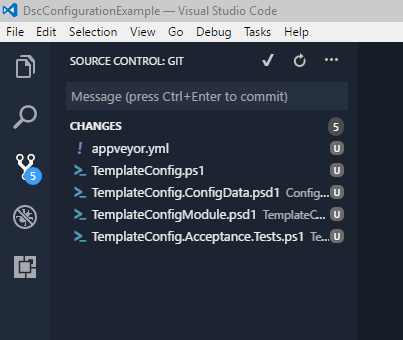 DscConfigurationExample — Visual Studio Code
File Edit Selection View Go Debug Tasks Help
SOURCE CONTROL: GIT
Message (press Ctrl+Enter to commit)
CHANGES 5
! appveyor.yml U
TemplateConfig.ps1 U
TemplateConfig.ConfigData.psd1 Config... U
5
TemplateConfigModule.psd1 TemplateC... U
TemplateConfig.Acceptance.Tests.ps1 Te... U